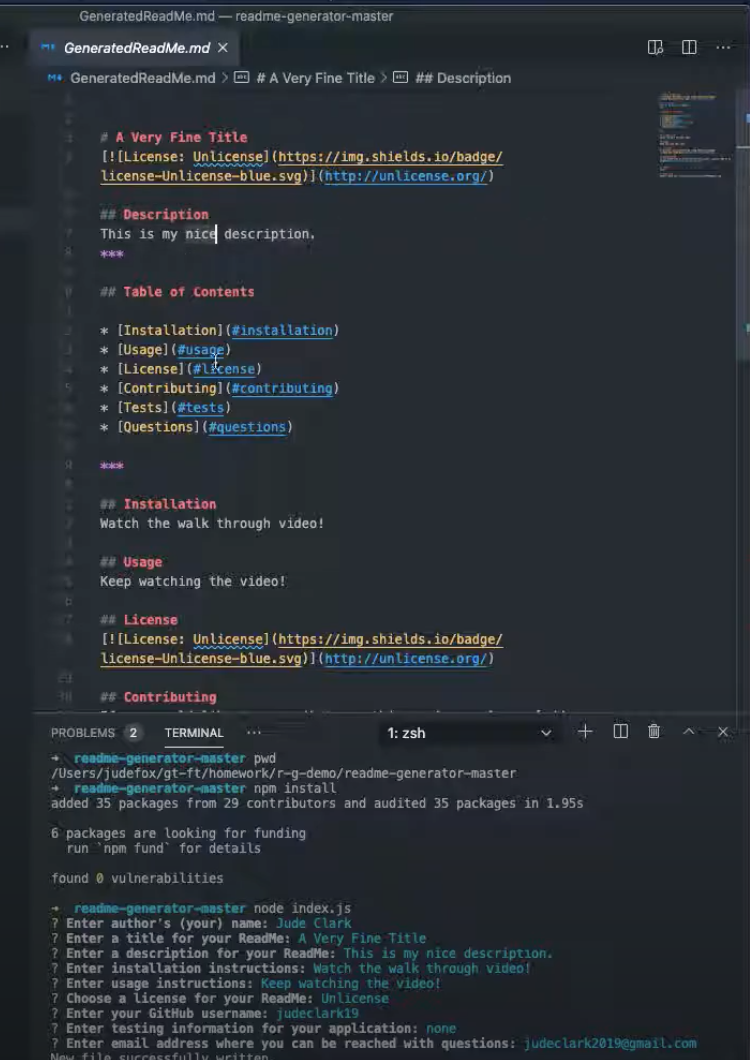 GeneratedReadMe.md — readme-generator-master
GeneratedReadMe.md ×
GeneratedReadMe.md > # A Very Fine Title > ## Description
# A Very Fine Title
[![License: Unlicense](https://img.shields.io/badge/
license-Unlicense-blue.svg)](http://unlicense.org/)
## Description
This is my nice description.
***
## Table of Contents
* [Installation](#installation)
* [Usage](#usage)
* [License](#license)
* [Contributing](#contributing)
* [Tests](#tests)
* [Questions](#questions)
***
## Installation
Watch the walk through video!
## Usage
Keep watching the video!
## License
[![License: Unlicense](https://img.shields.io/badge/
license-Unlicense-blue.svg)](http://unlicense.org/)
## Contributing
PROBLEMS 2 TERMINAL ··· 1: zsh
→ readme-generator-master pwd
/Users/judefox/gt-ft/homework/r-g-demo/readme-generator-master
→ readme-generator-master npm install
added 35 packages from 29 contributors and audited 35 packages in 1.95s
6 packages are looking for funding
run `npm fund` for details
found 0 vulnerabilities
→ readme-generator-master node index.js
? Enter author's (your) name: Jude Clark
? Enter a title for your ReadMe: A Very Fine Title
? Enter a description for your ReadMe: This is my nice description.
? Enter installation instructions: Watch the walk through video!
? Enter usage instructions: Keep watching the video!
? Choose a license for your ReadMe: Unlicense
? Enter your GitHub username: judeclark19
? Enter testing information for your application: none
? Enter email address where you can be reached with questions: judeclark2019@gmail.com
New file successfully written